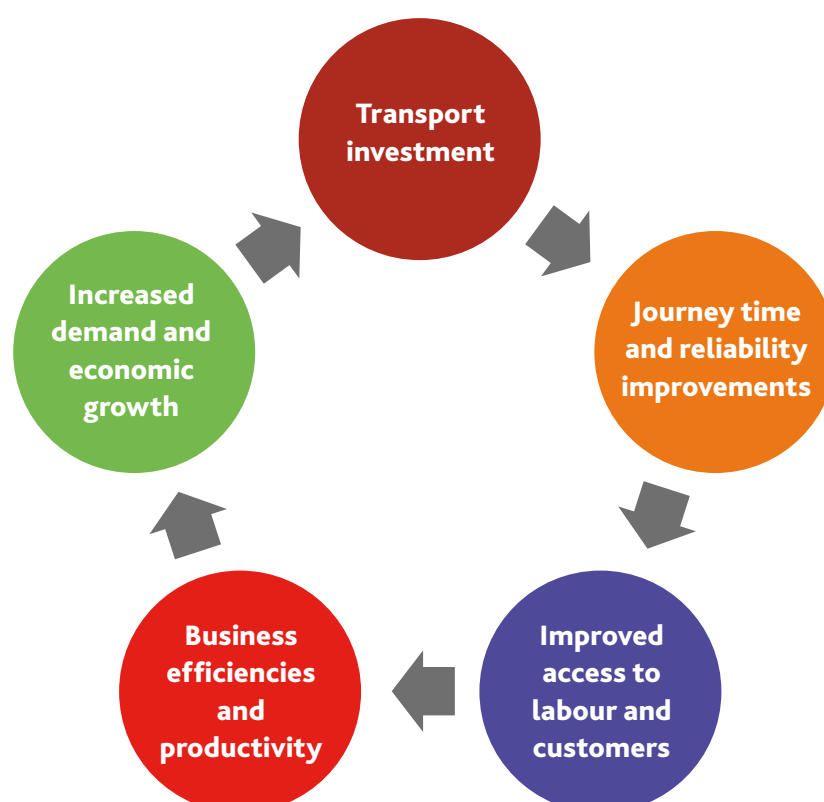 Transport
investment
Journey time
and reliability
improvements
Improved
access to
labour and
customers
Business
efficiencies
and
productivity
Increased
demand and
economic
growth